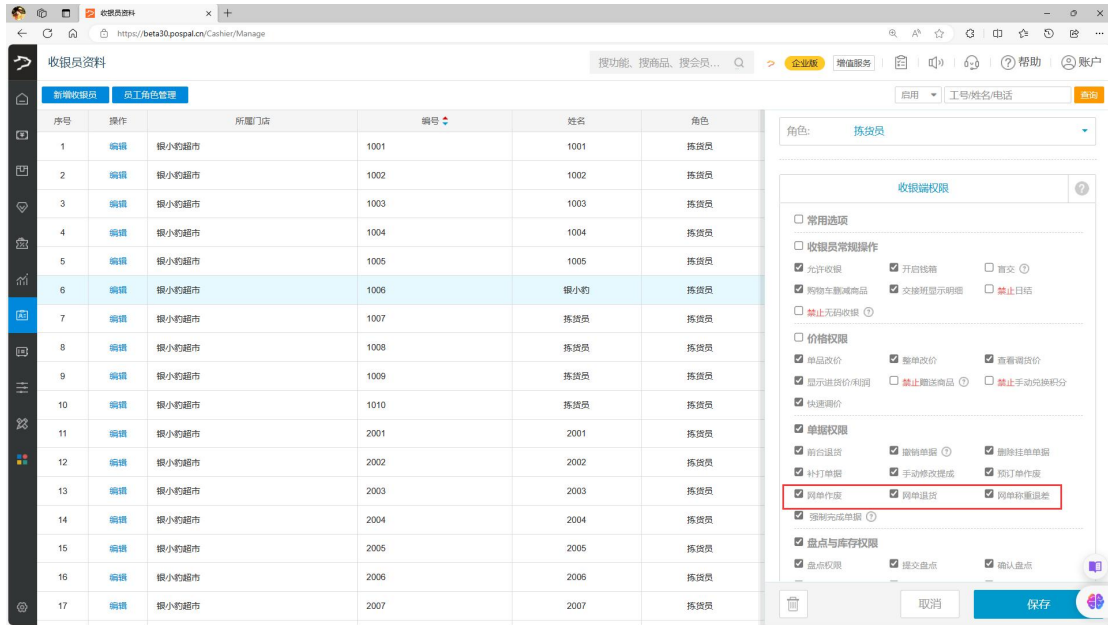 收银员资料
https://beta30.pospal.cn/Cashier/Manage
收银员资料
搜功能、搜商品、搜会员...
企业版
增值服务
帮助
账户
新增收银员
员工角色管理
启用
工号/姓名/电话
查询
序号 操作 所属门店 编号 姓名 角色
1 编辑 银小豹超市 1001 1001 拣货员
2 编辑 银小豹超市 1002 1002 拣货员
3 编辑 银小豹超市 1003 1003 拣货员
4 编辑 银小豹超市 1004 1004 拣货员
5 编辑 银小豹超市 1005 1005 拣货员
6 编辑 银小豹超市 1006 银小豹 拣货员
7 编辑 银小豹超市 1007 拣货员 拣货员
8 编辑 银小豹超市 1008 拣货员 拣货员
9 编辑 银小豹超市 1009 拣货员 拣货员
10 编辑 银小豹超市 1010 拣货员 拣货员
11 编辑 银小豹超市 2001 2001 拣货员
12 编辑 银小豹超市 2002 2002 拣货员
13 编辑 银小豹超市 2003 2003 拣货员
14 编辑 银小豹超市 2004 2004 拣货员
15 编辑 银小豹超市 2005 2005 拣货员
16 编辑 银小豹超市 2006 2006 拣货员
17 编辑 银小豹超市 2007 2007 拣货员
角色: 拣货员
收银端权限
常用选项
收银员常规操作
允许收银 开启钱箱 盲交
购物车删减商品 交接班显示明细 禁止日结
禁止无码收银
价格权限
单品改价 整单改价 查看调货价
显示进货价/利润 禁止赠送商品 禁止手动兑换积分
快速调价
单据权限
前台退货 撤销单据 删除挂单单据
补打单据 手动修改提成 预订单作废
网单作废 网单退货 网单称重退差
强制完成单据
盘点与库存权限
盘点权限 提交盘点 确认盘点
取消
保存